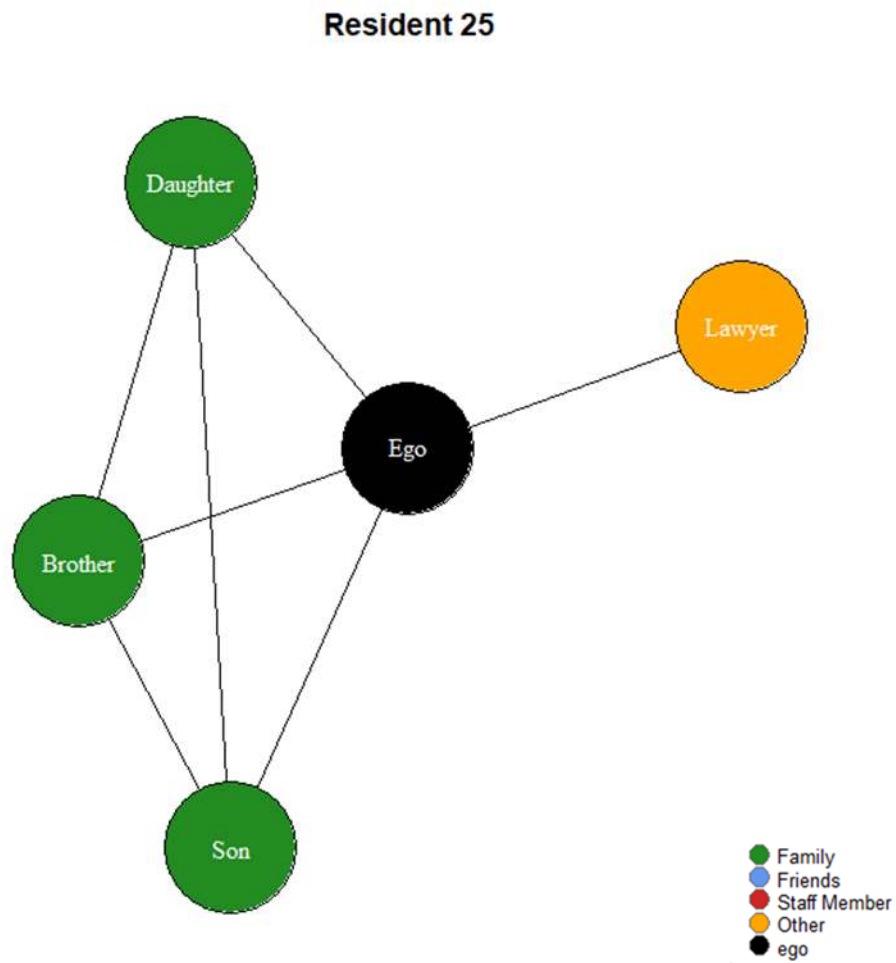 Resident 25
Daughter
Lawyer
Ego
Brother
Son
Family
Friends
Staff Member
Other
ego